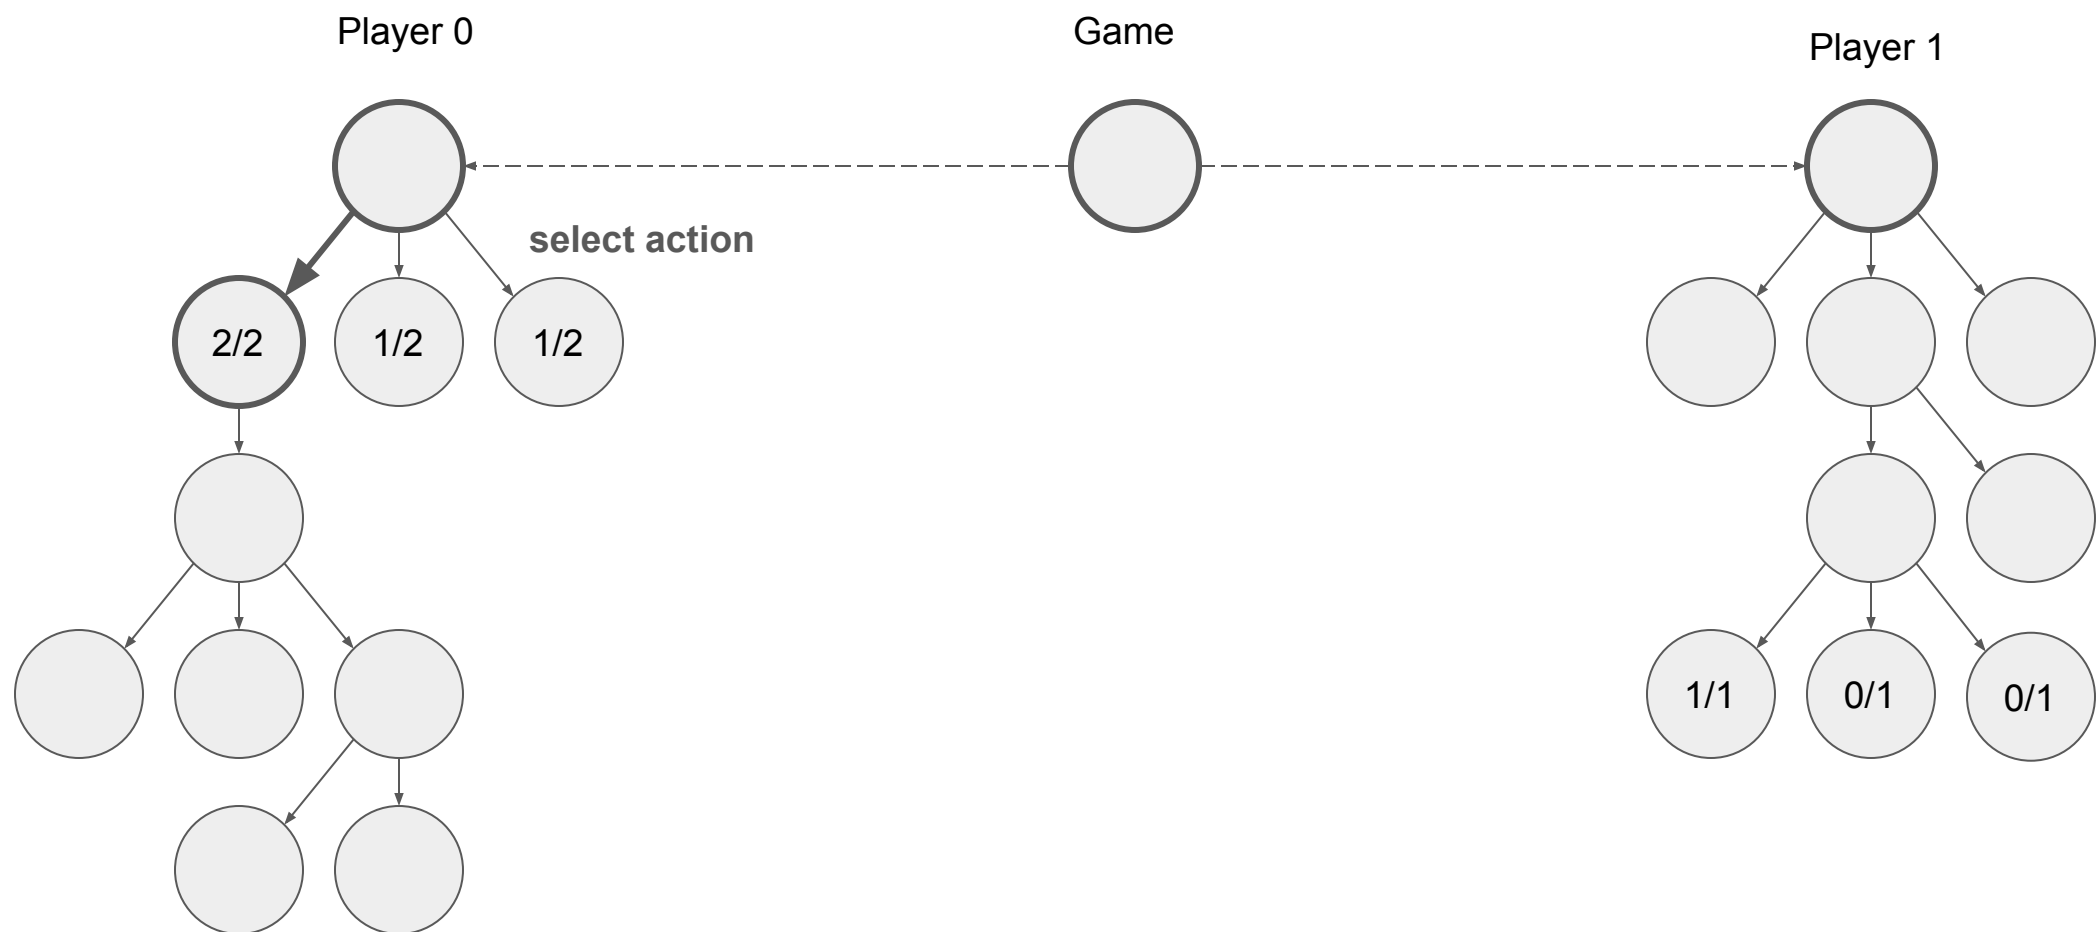 Player 0
Game
Player 1
select action
2/2
1/2
1/2
1/1
0/1
0/1